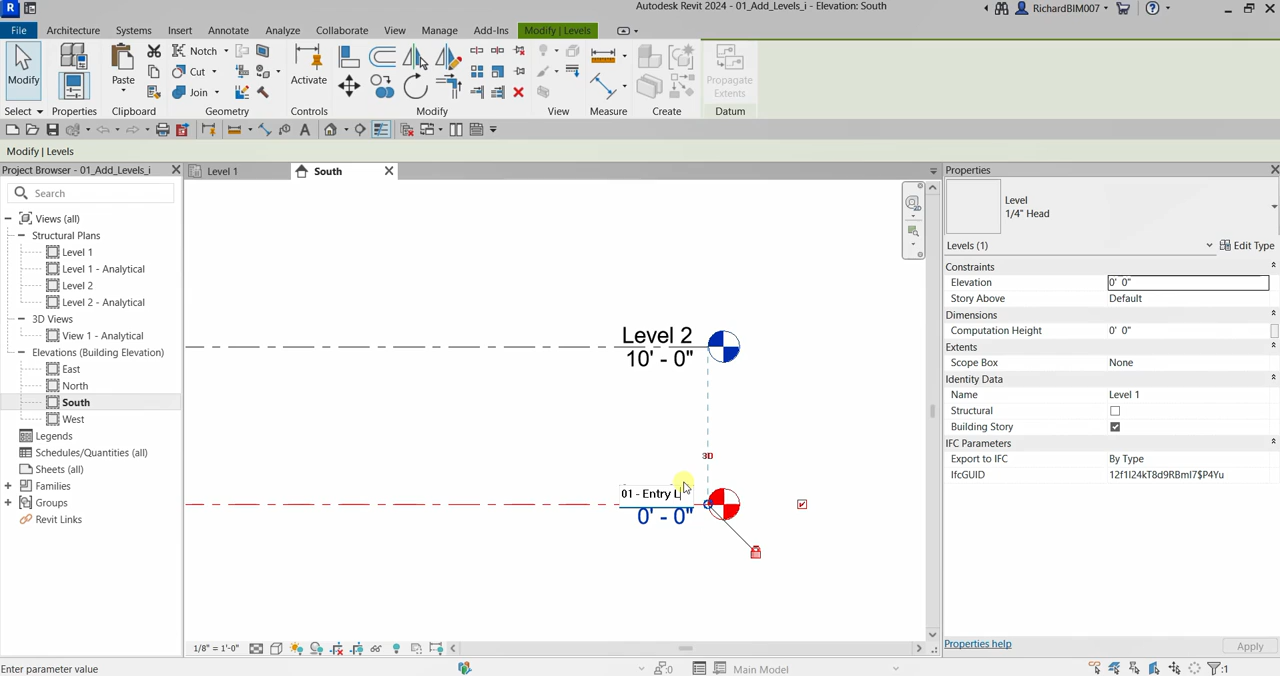 Autodesk Revit 2024 - 01_Add_Levels_i - Elevation: South
RichardBIM007
File Architecture Systems Insert Annotate Analyze Collaborate View Manage Add-Ins Modify | Levels
Modify
Select
Properties
Paste
Clipboard
Notch
Cut
Join
Geometry
Activate
Controls
Modify
View
Measure
Create
Propagate
Extents
Datum
Modify | Levels
Project Browser - 01_Add_Levels_i
Search
Views (all)
Structural Plans
Level 1
Level 1 - Analytical
Level 2
Level 2 - Analytical
3D Views
View 1 - Analytical
Elevations (Building Elevation)
East
North
South
West
Legends
Schedules/Quantities (all)
Sheets (all)
Families
Groups
Revit Links
Level 1
South
Level 2
10' - 0"
3D
01 - Entry L
0' - 0"
Properties
Level
1/4" Head
Levels (1)
Edit Type
Constraints
Elevation 0' 0"
Story Above Default
Dimensions
Computation Height 0' 0"
Extents
Scope Box None
Identity Data
Name Level 1
Structural
Building Story
IFC Parameters
Export to IFC By Type
IfcGUID 12f1I24kT8d9RBmI7$P4Yu
Properties help
Apply
1/8" = 1'-0"
Enter parameter value
:0
Main Model
:1